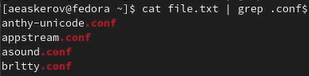 [aeaskerov@fedora ~]$ cat file.txt | grep .conf$
anthy-unicode.conf
appstream.conf
asound.conf
brltty.conf